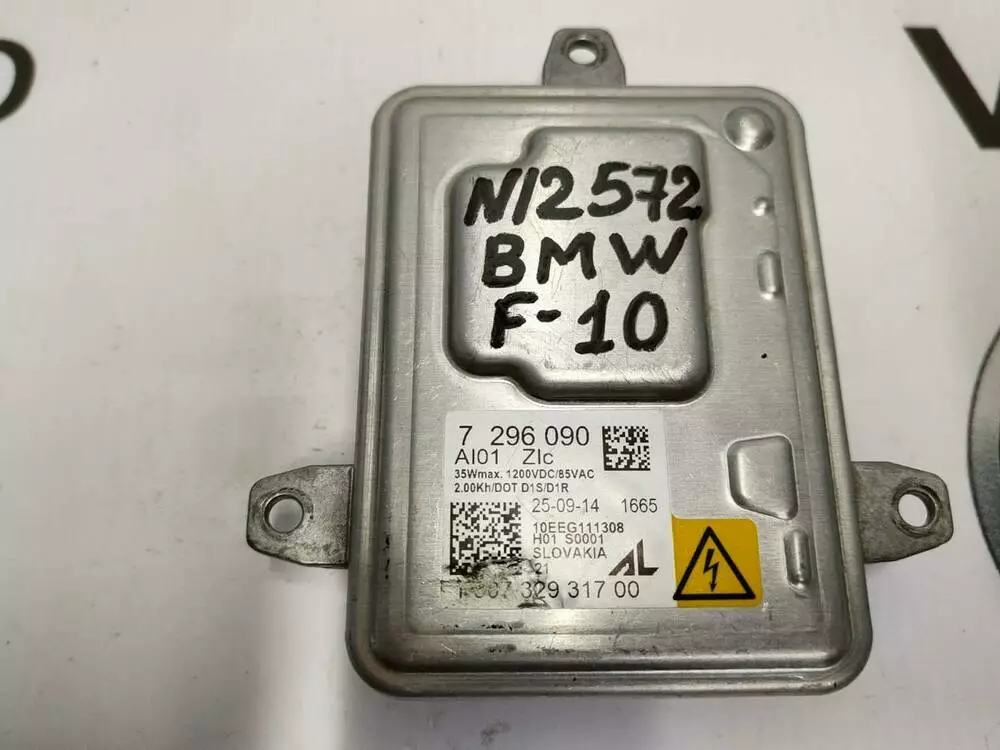 N12572
BMW
F-10
7 296 090
AI01 ZIc
35Wmax. 1200VDC/85VAC
2.00Kh/DOT D1S/D1R
25-09-14 1665
10EEG111308
H01 S0001
SLOVAKIA
21
AL
329 317 00